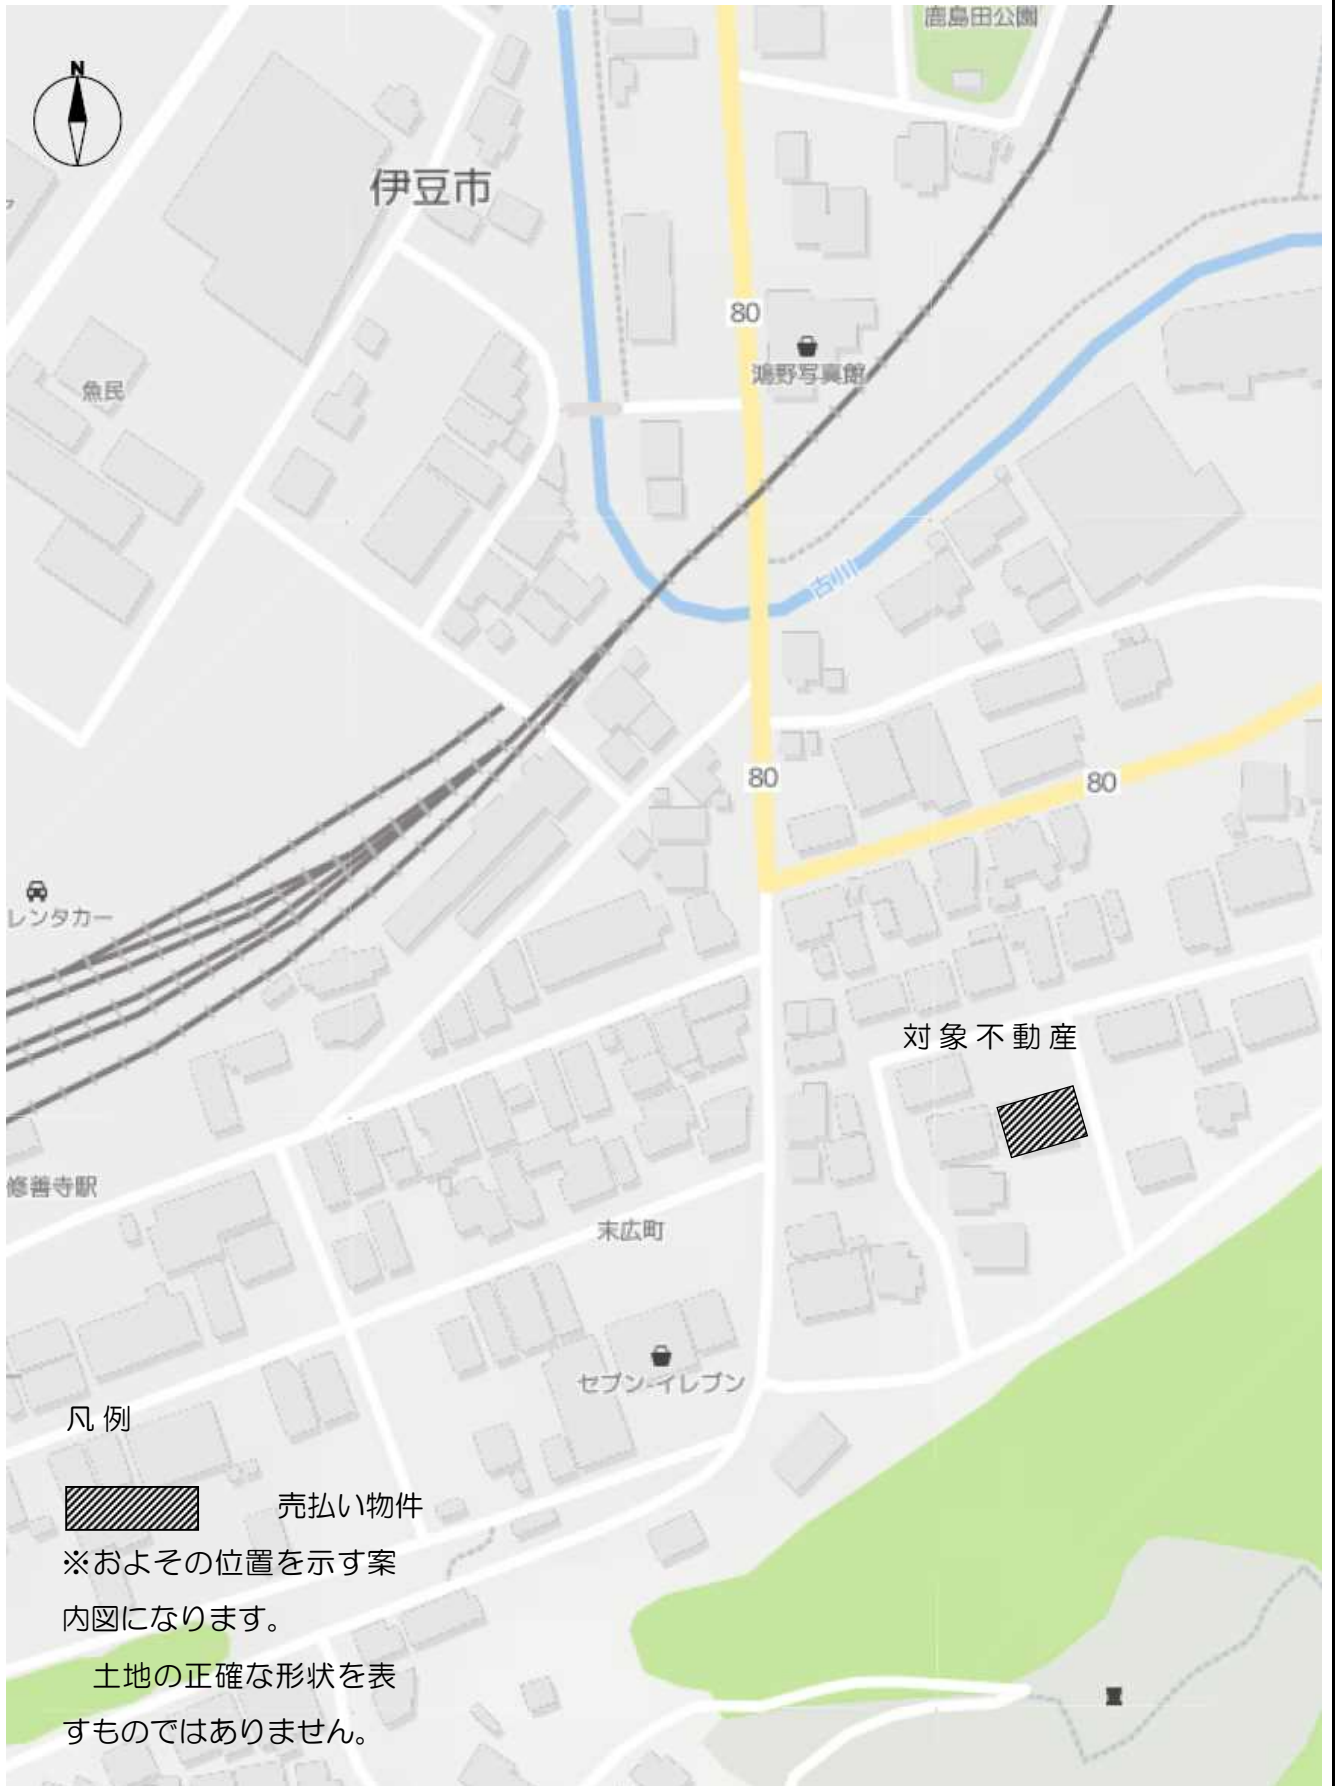 鹿島田公園
N
伊豆市
80
鴻野写真館
魚民
古川
80
80
レンタカー
対象不動産
修善寺駅
末広町
セブン-イレブン
凡例
売払い物件
※およその位置を示す案
内図になります。
土地の正確な形状を表
すものではありません。